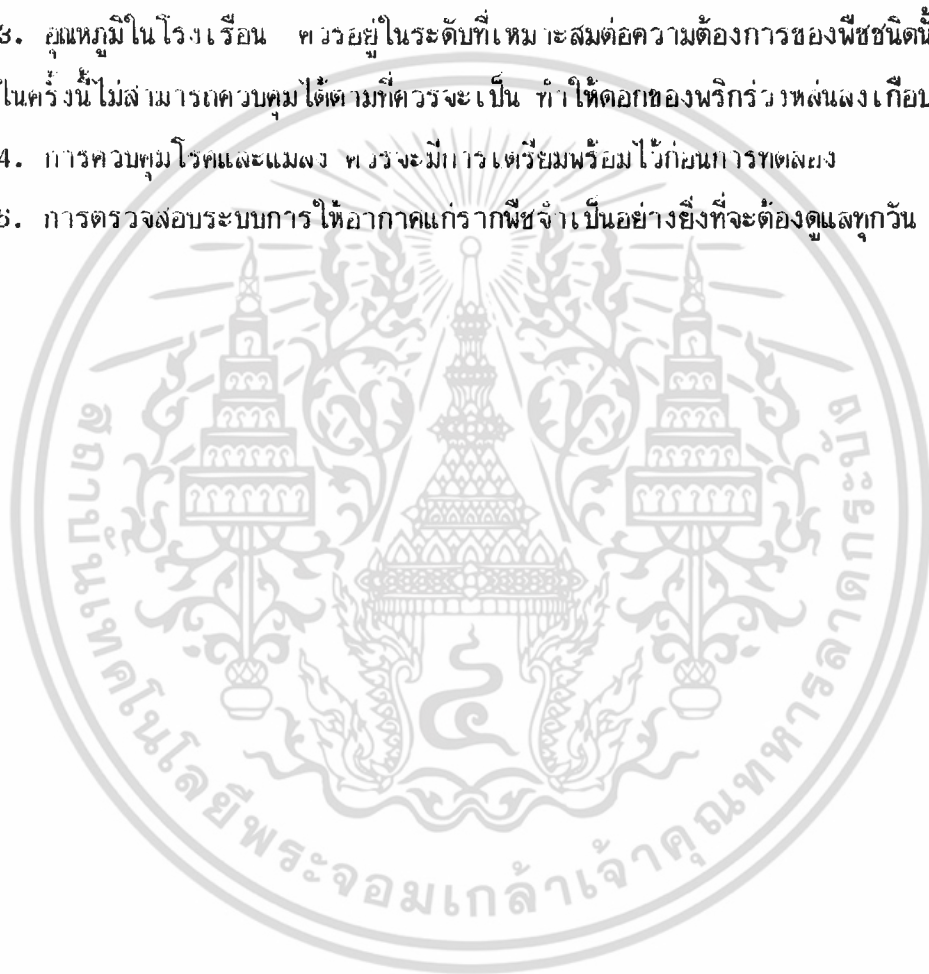 3. อุณหภูมิในโรงเรือน ควรอยู่ในระดับที่เหมาะสมต่อความต้องการของพืชชนิดนั้
ในครั้งนี้ไม่สามารถควบคุมได้ตามที่ควรจะเป็น ทำให้ดอกของพริกร่วงหล่นลงเกือบ
4. การควบคุมโรคและแมลง ควรจะมีการเตรียมพร้อมไว้ก่อนการทดลอง
5. การตรวจสอบระบบการให้อากาศแก่รากพืชจำเป็นอย่างยิ่งที่จะต้องดูแลทุกวัน
สถาบันเทคโนโลยีพระจอมเกล้าเจ้าคุณทหารลาดกระบัง